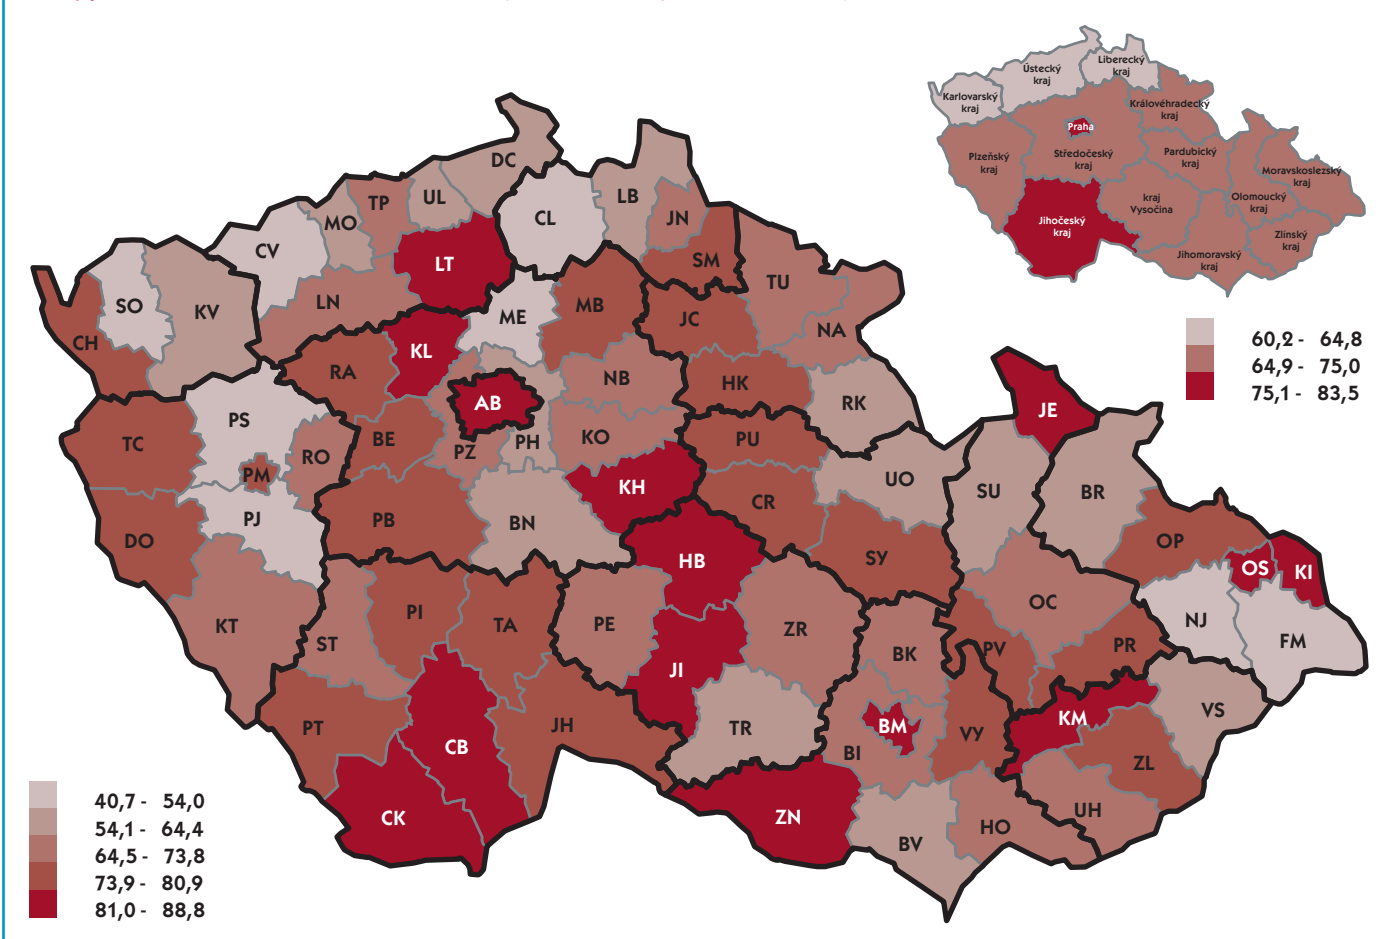 Ústecký
kraj
Liberecký
kraj
Karlovarský
kraj
Královéhradecký
kraj
Praha
Plzeňský
kraj
Středočeský
kraj
Pardubický
kraj
Moravskoslezský
kraj
kraj
Vysočina
Olomoucký
kraj
Jihočeský
kraj
Zlínský
kraj
Jihomoravský
kraj
60,2 - 64,8
64,9 - 75,0
75,1 - 83,5
DC
UL
TP
MO
CV
LT
CL
LB
JN
SM
SO
KV
LN
ME
MB
JC
TU
NA
CH
KL
RA
AB
NB
HK
RK
JE
TC
PS
PM
RO
BE
PZ
PH
KO
PU
KH
CR
UO
SU
BR
PJ
DO
PB
BN
HB
SY
OP
OS
KI
KT
ST
PI
TA
PE
ZR
OC
NJ
FM
JI
BK
PV
PR
PT
CB
JH
TR
BM
BI
VY
KM
VS
ZL
CK
ZN
BV
HO
UH
40,7 - 54,0
54,1 - 64,4
64,5 - 73,8
73,9 - 80,9
81,0 - 88,8